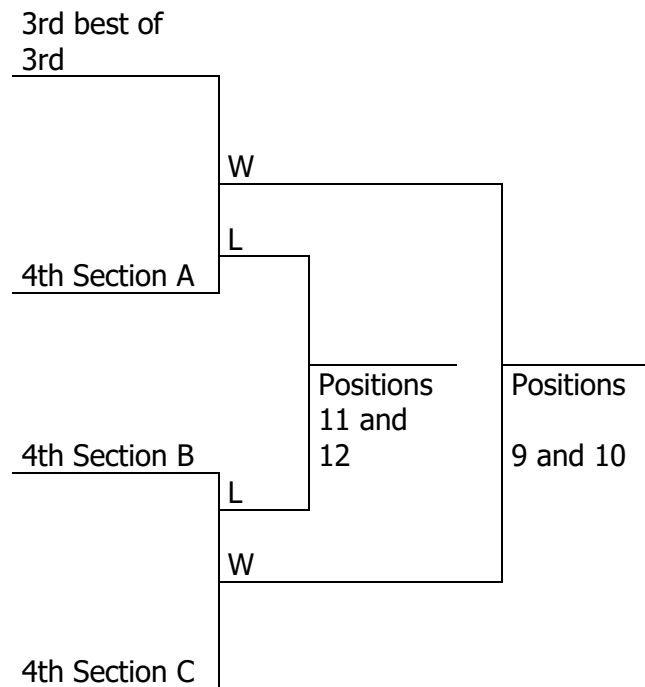 3rd best of
3rd
W
L
4th Section A
Positions
11 and
12
Positions
9 and 10
4th Section B
L
W
4th Section C